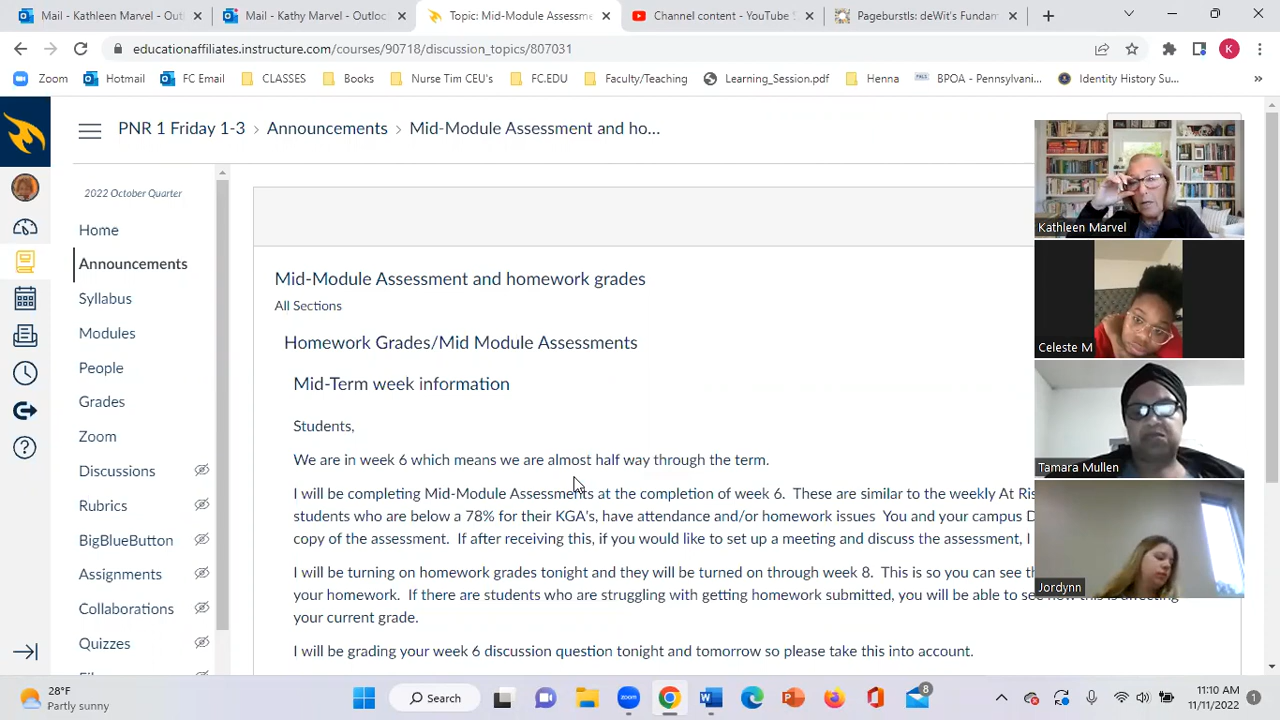 Mail - Kathleen Marvel - Out
Mail - Kathy Marvel - Outloc
Topic: Mid-Module Assessme
Channel content - YouTube S
Pagebursts: deWit's Fundam
educationaffiliates.instructure.com/courses/90718/discussion_topics/807031
K
Zoom
Hotmail
FC Email
CLASSES
Books
Nurse Tim CEU's
FC.EDU
Faculty/Teaching
Learning_Session.pdf
Henna
BPOA - Pennsylvani...
Identity History Su...
»
PNR 1 Friday 1-3 > Announcements > Mid-Module Assessment and ho...
2022 October Quarter
Home
Announcements
Syllabus
Modules
People
Grades
Zoom
Discussions
Rubrics
BigBlueButton
Assignments
Collaborations
Quizzes
Mid-Module Assessment and homework grades
All Sections
Homework Grades/Mid Module Assessments
Mid-Term week information
Students,
We are in week 6 which means we are almost half way through the term.
I will be completing Mid-Module Assessments at the completion of week 6. These are similar to the weekly At Ris
students who are below a 78% for their KGA's, have attendance and/or homework issues You and your campus D
copy of the assessment. If after receiving this, if you would like to set up a meeting and discuss the assessment, I
I will be turning on homework grades tonight and they will be turned on through week 8. This is so you can see th
your homework. If there are students who are struggling with getting homework submitted, you will be able to see how this is affecting
your current grade.
I will be grading your week 6 discussion question tonight and tomorrow so please take this into account.
Kathleen Marvel
Celeste M
Tamara Mullen
Jordynn
28°F
Partly sunny
Search
8
11:10 AM
11/11/2022
1